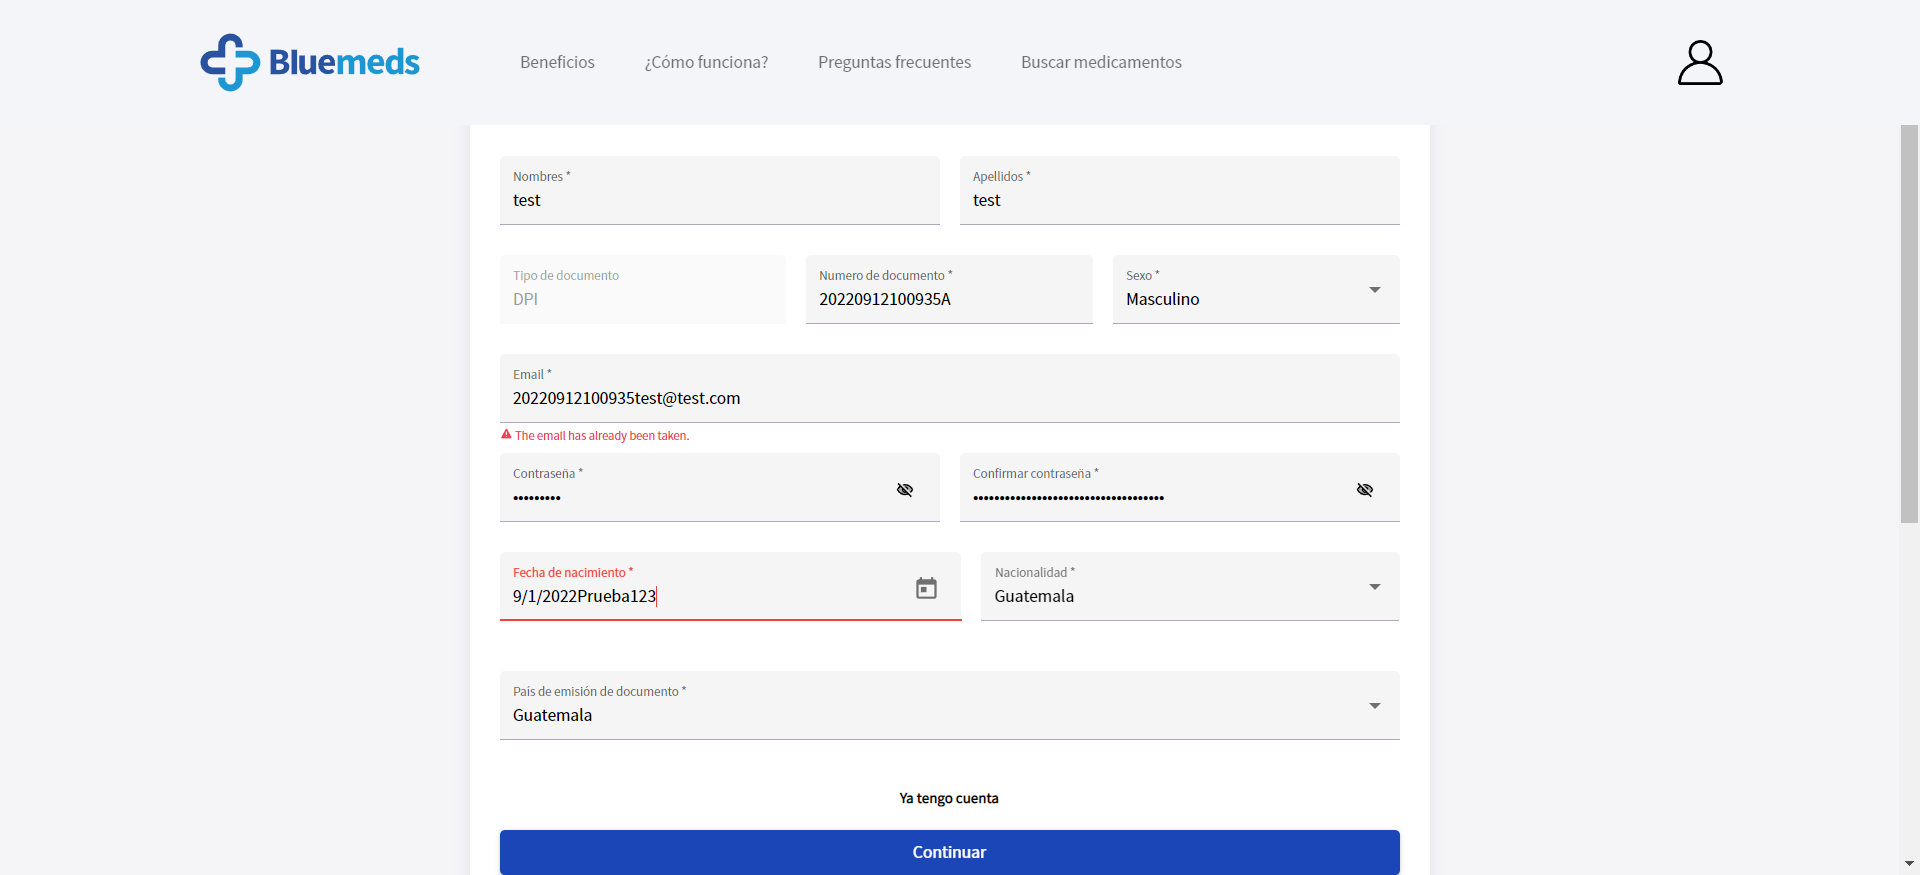 Bluemeds
Beneficios
¿Cómo funciona?
Preguntas frecuentes
Buscar medicamentos
Nombres *
test
Apellidos *
test
Tipo de documento
DPI
Numero de documento *
20220912100935A
Sexo *
Masculino
Email *
20220912100935test@test.com
The email has already been taken.
Contraseña *
Confirmar contraseña *
Fecha de nacimiento *
9/1/2022Prueba123
Nacionalidad *
Guatemala
País de emisión de documento *
Guatemala
Ya tengo cuenta
Continuar